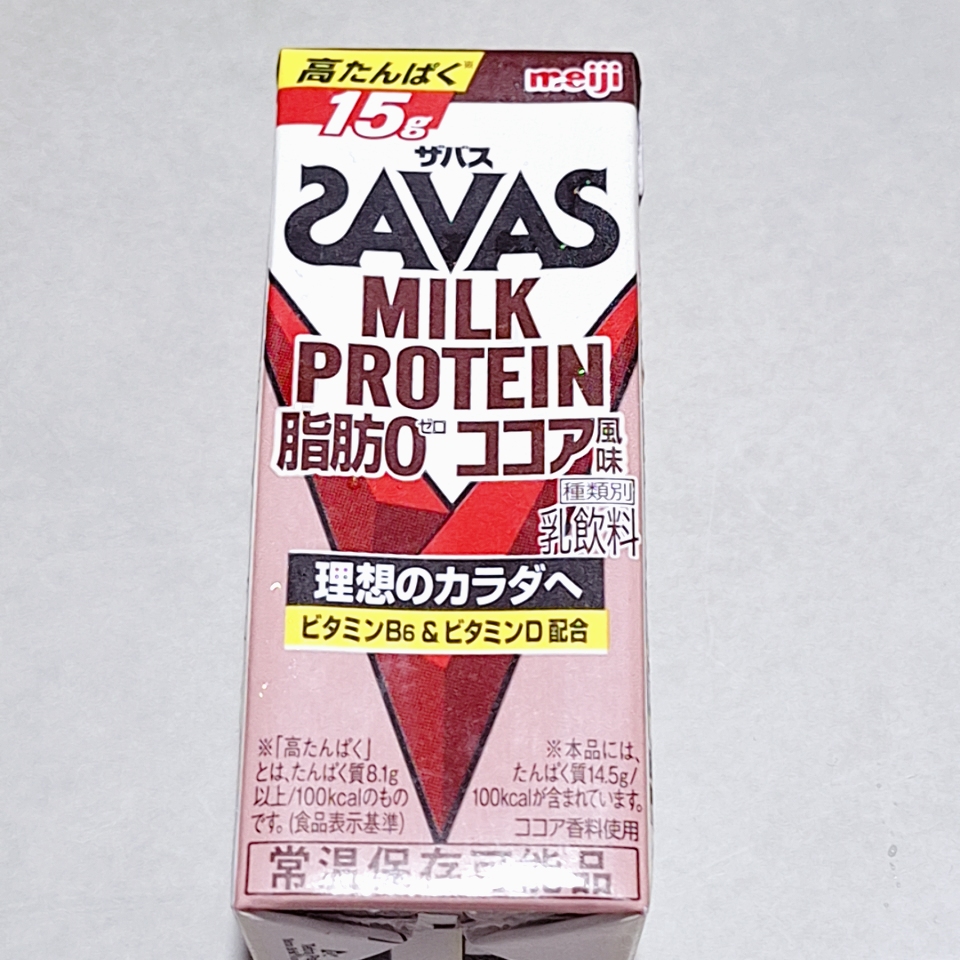 高たんぱく※
meiji
15g
ザバス
SAVAS
MILK
PROTEIN
脂肪0ゼロ ココア風味
種類別
乳飲料
理想のカラダへ
ビタミンB6 & ビタミンD 配合
※「高たんぱく」
とは、たんぱく質8.1g
以上/100kcalのもの
です。(食品表示基準)
※本品には、
たんぱく質14.5g/
100kcalが含まれています。
ココア香料使用
常温保存可能品